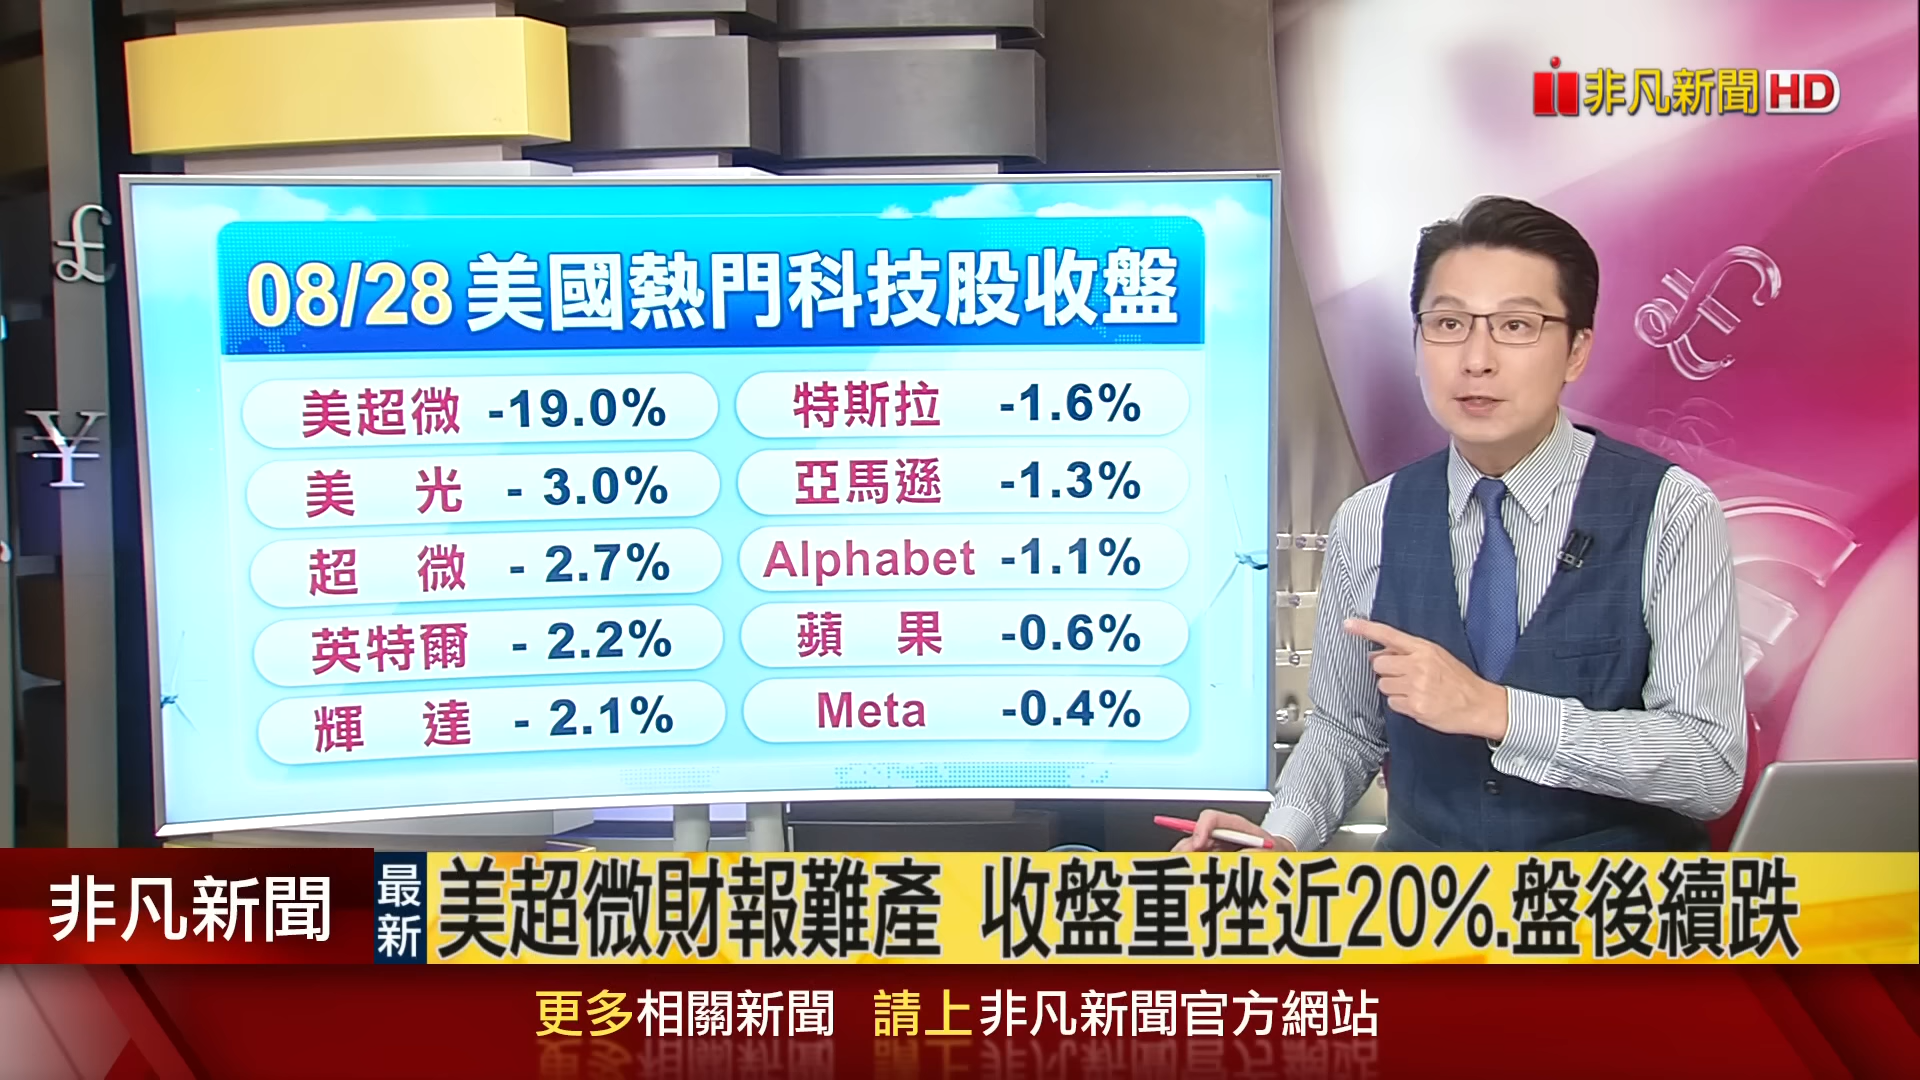 非凡新聞HD
08/28美國熱門科技股收盤
美超微 -19.0%
美光 - 3.0%
超微 - 2.7%
英特爾 - 2.2%
輝達 - 2.1%
特斯拉 -1.6%
亞馬遜 -1.3%
Alphabet -1.1%
蘋果 -0.6%
Meta -0.4%
£
¥
£
非凡新聞
最新
美超微財報難產 收盤重挫近20%.盤後續跌
更多相關新聞 請上非凡新聞官方網站